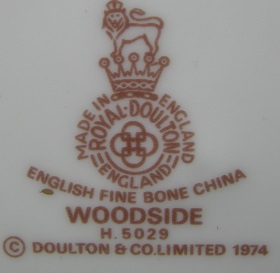 MADE IN ENGLAND
ROYAL·DOULTON
ENGLAND
ENGLISH FINE BONE CHINA
WOODSIDE
H.5029
© DOULTON & CO.LIMITED 1974